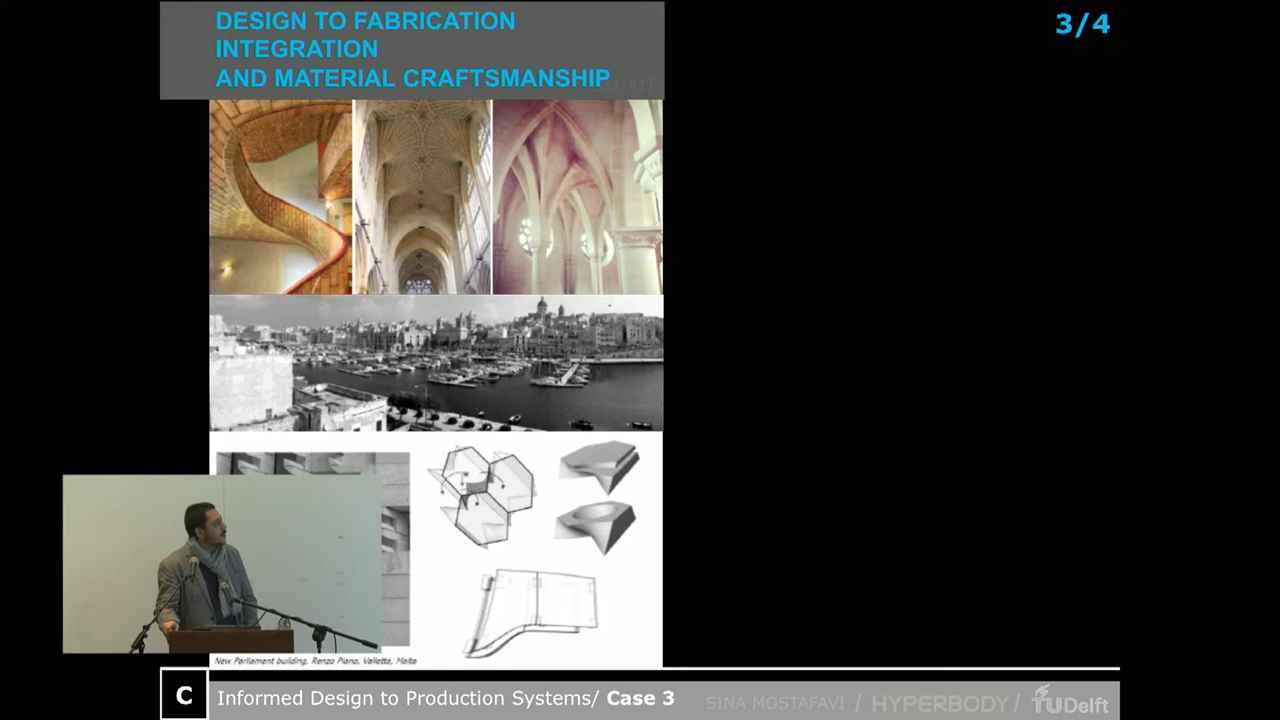 DESIGN TO FABRICATION
INTEGRATION
AND MATERIAL CRAFTSMANSHIP
3/4
New Parliament building. Renzo Piano, Valletta, Malta
C
Informed Design to Production Systems/ Case 3
SINA MOSTAFAVI / HYPERBODY / TUDelft